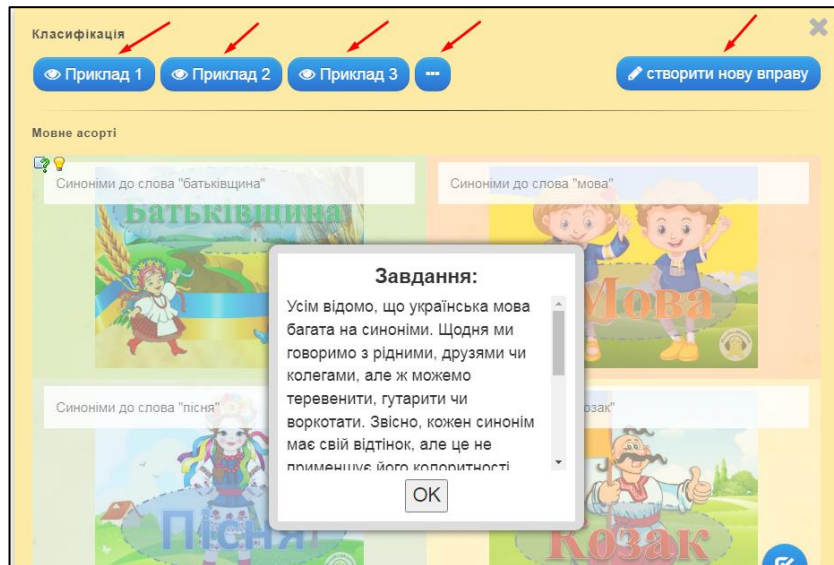 Класифікація
Приклад 1 Приклад 2 Приклад 3 ... створити нову вправу
Мовне асорті
Синоніми до слова "батьківщина"
Синоніми до слова "мова"
Батьківщина
Мова
Завдання:
Усім відомо, що українська мова
багата на синоніми. Щодня ми
говоримо з рідними, друзями чи
колегами, але ж можемо
теревенити, гутарити чи
воркотати. Звісно, кожен синонім
має свій відтінок, але це не
применшує його колоритності
OK
Синоніми до слова "пісня"
озак"
Пісня
Козак